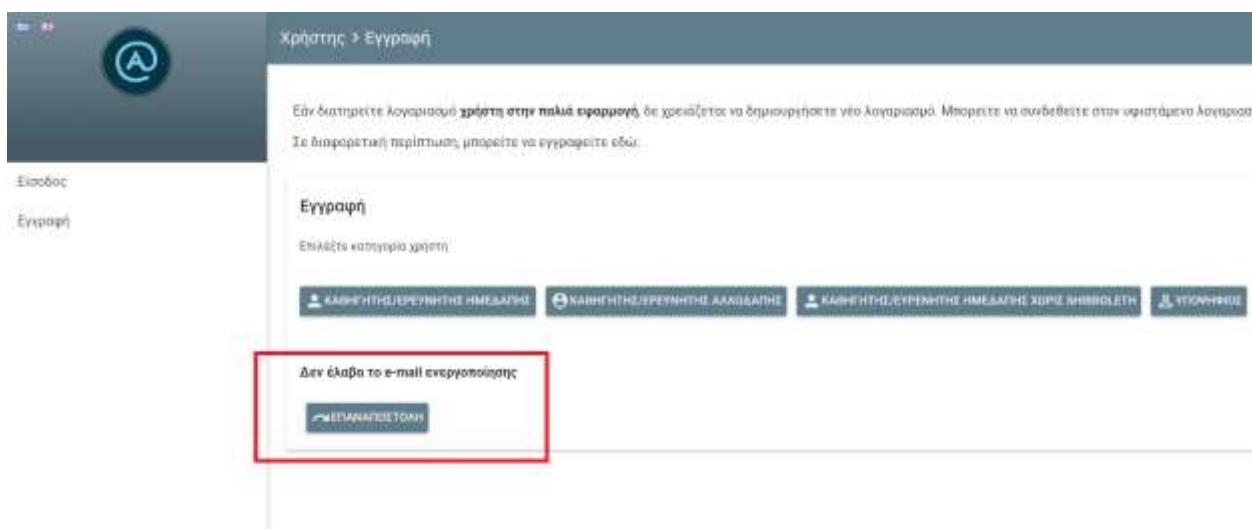 Χρήστης > Εγγραφή
Εάν διατηρείτε λογαριασμό χρήστη στην παλιά εφαρμογή, δε χρειάζεται να δημιουργήσετε νέο λογαριασμό. Μπορείτε να συνδεθείτε στον υφιστάμενο
Σε διαφορετική περίπτωση, μπορείτε να εγγραφείτε εδώ:
Είσοδος
Εγγραφή
Εγγραφή
Επιλέξτε κατηγορία χρήστη
ΚΑΘΗΓΗΤΗΣ/ΕΡΕΥΝΗΤΗΣ ΗΜΕΔΑΠΗΣ ΚΑΘΗΓΗΤΗΣ/ΕΡΕΥΝΗΤΗΣ ΑΛΛΟΔΑΠΗΣ ΚΑΘΗΓΗΤΗΣ/ΕΥΡΕΝΗΤΗΣ ΗΜΕΔΑΠΗΣ ΧΩΡΙΣ SHIBBOLETH ΥΠΟΨΗΦΙΟΣ
Δεν έλαβα το e-mail ενεργοποίησης
ΕΠΑΝΑΠΟΣΤΟΛΗ